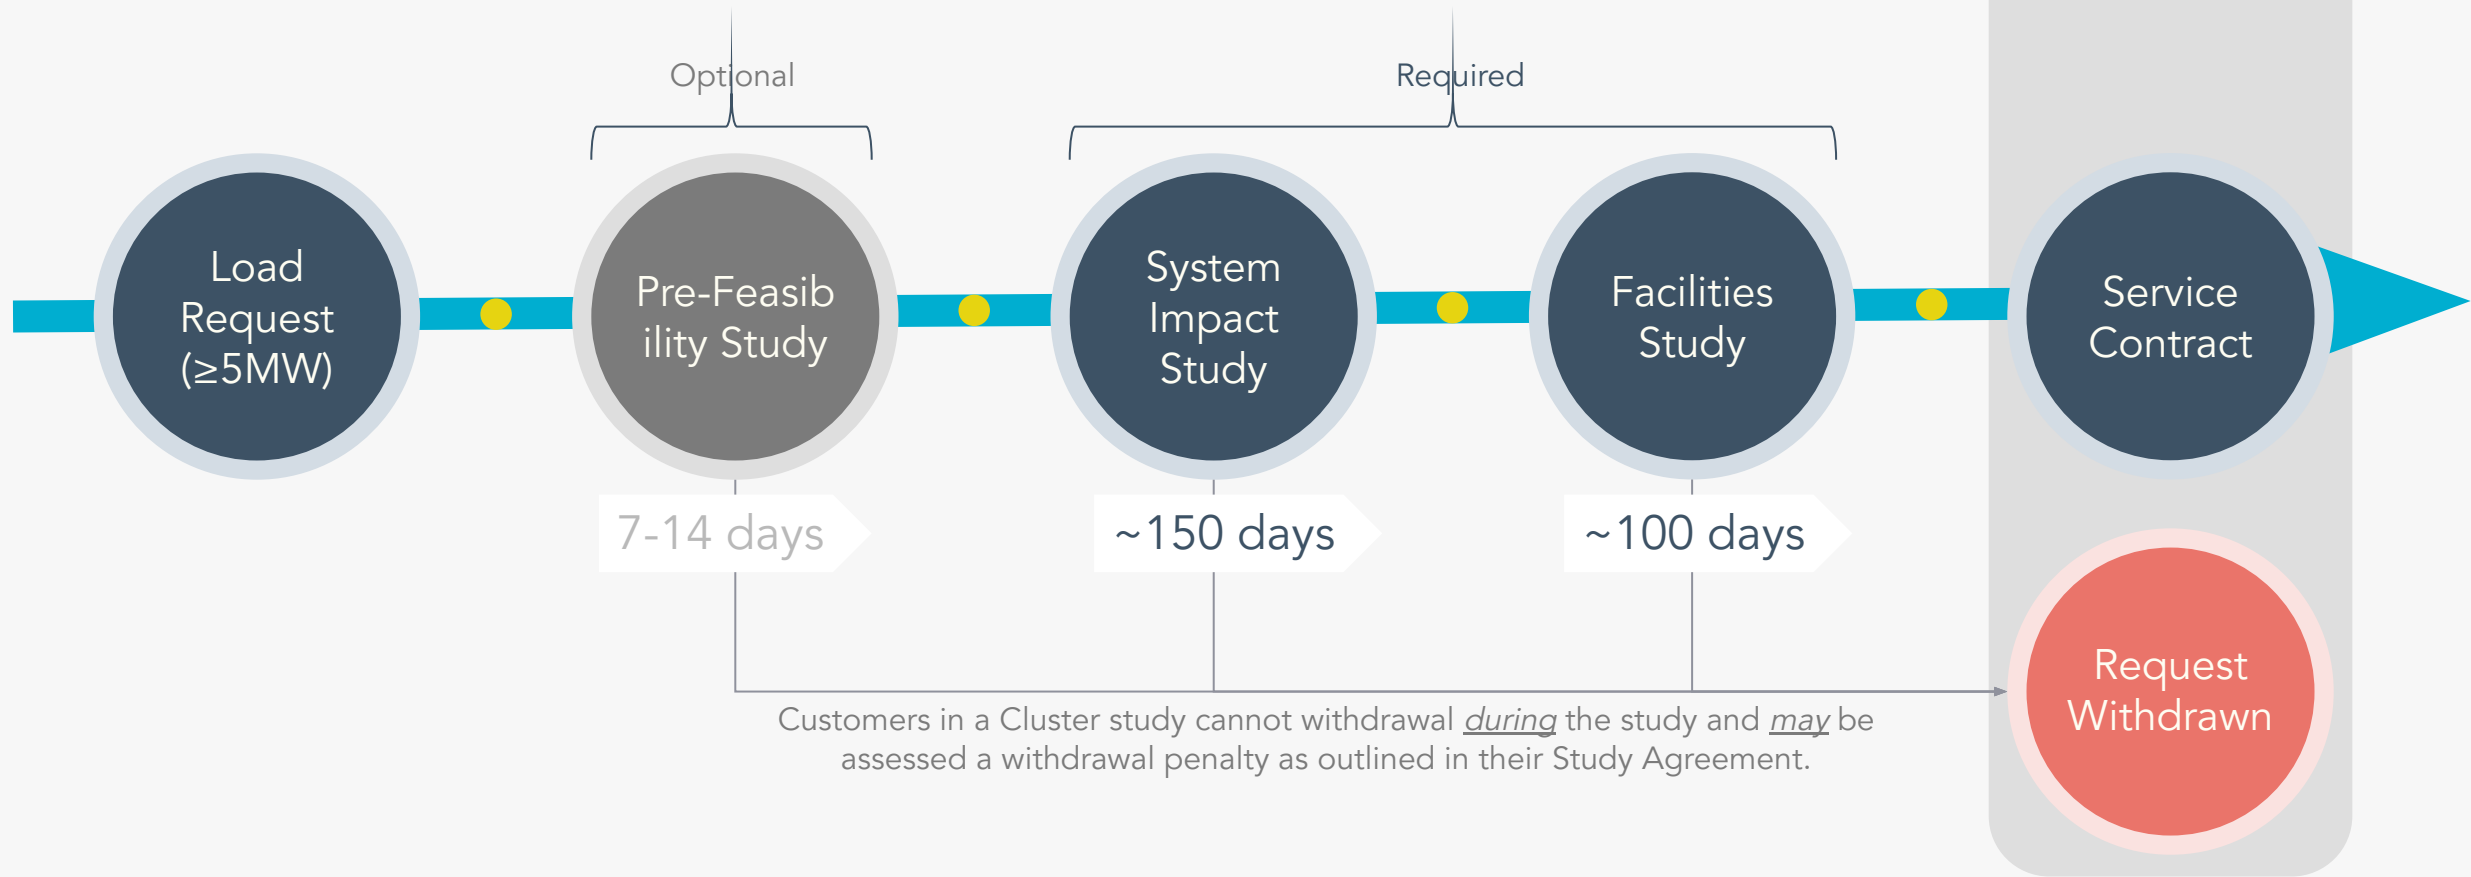 Optional
Required
Load
Request
(≥5MW)
Pre-Feasib
ility Study
System
Impact
Study
Facilities
Study
Service
Contract
7-14 days
~150 days
~100 days
Customers in a Cluster study cannot withdrawal during the study and may be
assessed a withdrawal penalty as outlined in their Study Agreement.
Request
Withdrawn